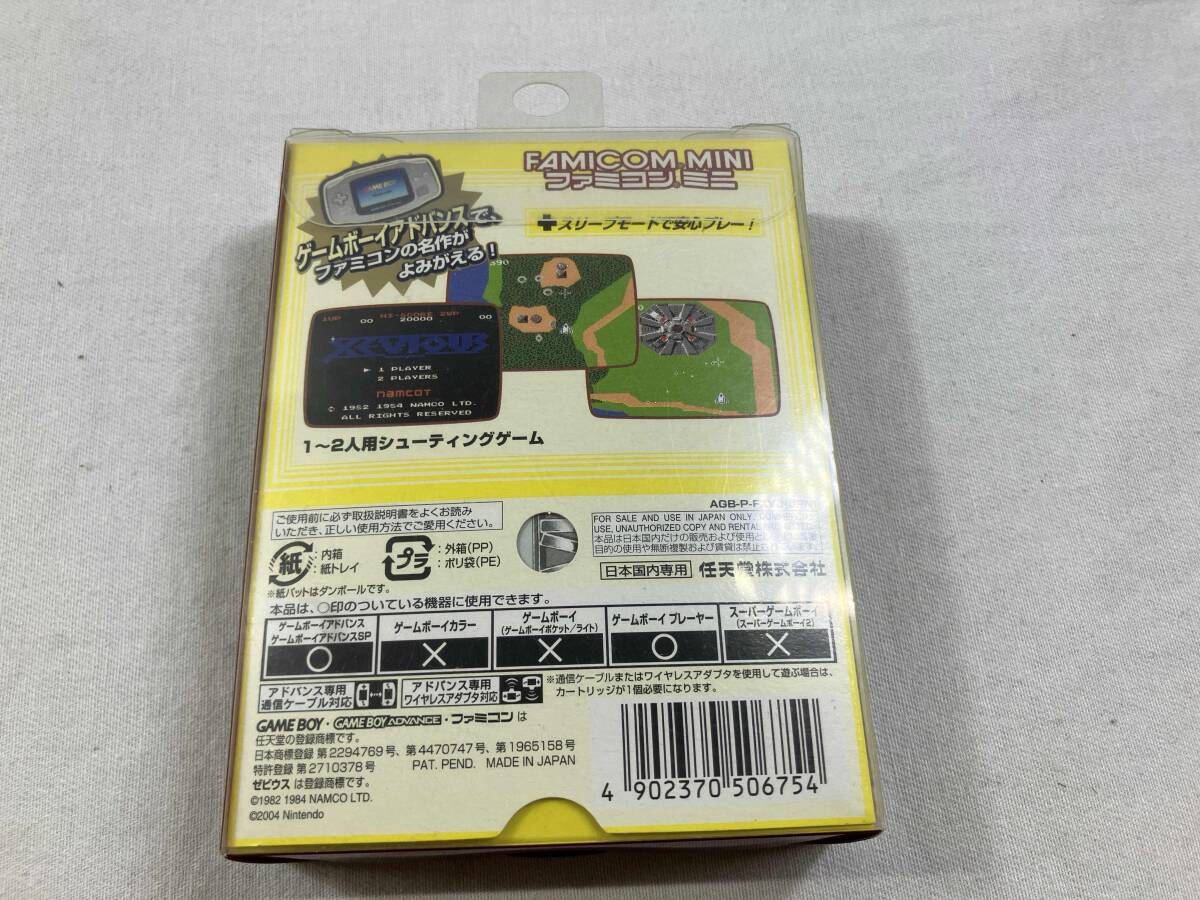 FAMICOM MINI
ファミコン ミニ
GAME BOY
ゲームボーイアドバンスで、
ファミコンの名作が
よみがえる!
スリープモードで安心プレー!
390
1UP HI-SCORE 2UP
00 20000 00
XEVIOUS
1 PLAYER
2 PLAYERS
namcot
© 1982 1984 NAMCO LTD.
ALL RIGHTS RESERVED
1〜2人用シューティングゲーム
ご使用前に必ず取扱説明書をよくお読み
いただき、正しい使用方法でご愛用ください。
紙 :内箱
:紙トレイ
プラ :外箱(PP)
:ポリ袋(PE)
※紙パットはダンボールです。
FOR SALE AND USE IN JAPAN ONLY.
USE, UNAUTHORIZED COPY AND RENTAL
本品は日本国内だけの販売および使用と
目的の使用や無断複製および賃貸は禁止
日本国内専用 任天堂株式会社
本品は、○印のついている機器に使用できます。
ゲームボーイアドバンス
ゲームボーイアドバンスSP
○
ゲームボーイカラー
×
ゲームボーイ
(ゲームボーイポケット/ライト)
×
ゲームボーイ プレーヤー
○
スーパーゲームボーイ
(スーパーゲームボーイ2)
×
アドバンス専用
通信ケーブル対応
アドバンス専用
ワイヤレスアダプタ対応
※通信ケーブルまたはワイヤレスアダプタを使用して遊ぶ場合は、
カートリッジが1個必要になります。
GAME BOY・GAME BOY ADVANCE・ファミコン は
任天堂の登録商標です。
日本商標登録 第2294769号、第4470747号、第1965158号
特許登録 第2710378号 PAT. PEND. MADE IN JAPAN
ゼビウス は登録商標です。
©1982 1984 NAMCO LTD.
©2004 Nintendo
4 902370 506754